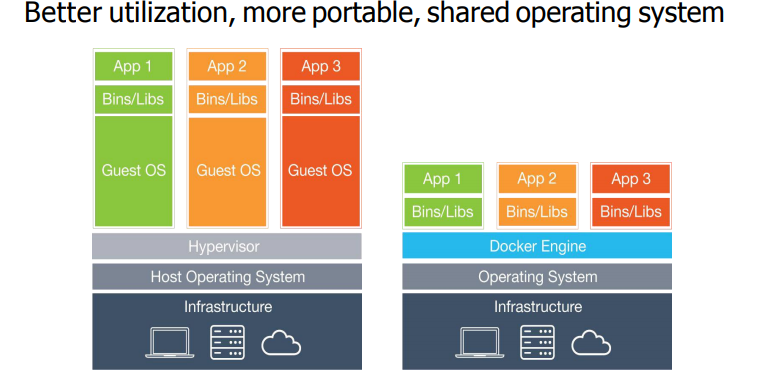 Better utilization, more portable, shared operating system
App 1
App 2
App 3
Bins/Libs
Bins/Libs
Bins/Libs
Guest OS
Guest OS
Guest OS
Hypervisor
Host Operating System
Infrastructure
App 1
App 2
App 3
Bins/Libs
Bins/Libs
Bins/Libs
Docker Engine
Operating System
Infrastructure